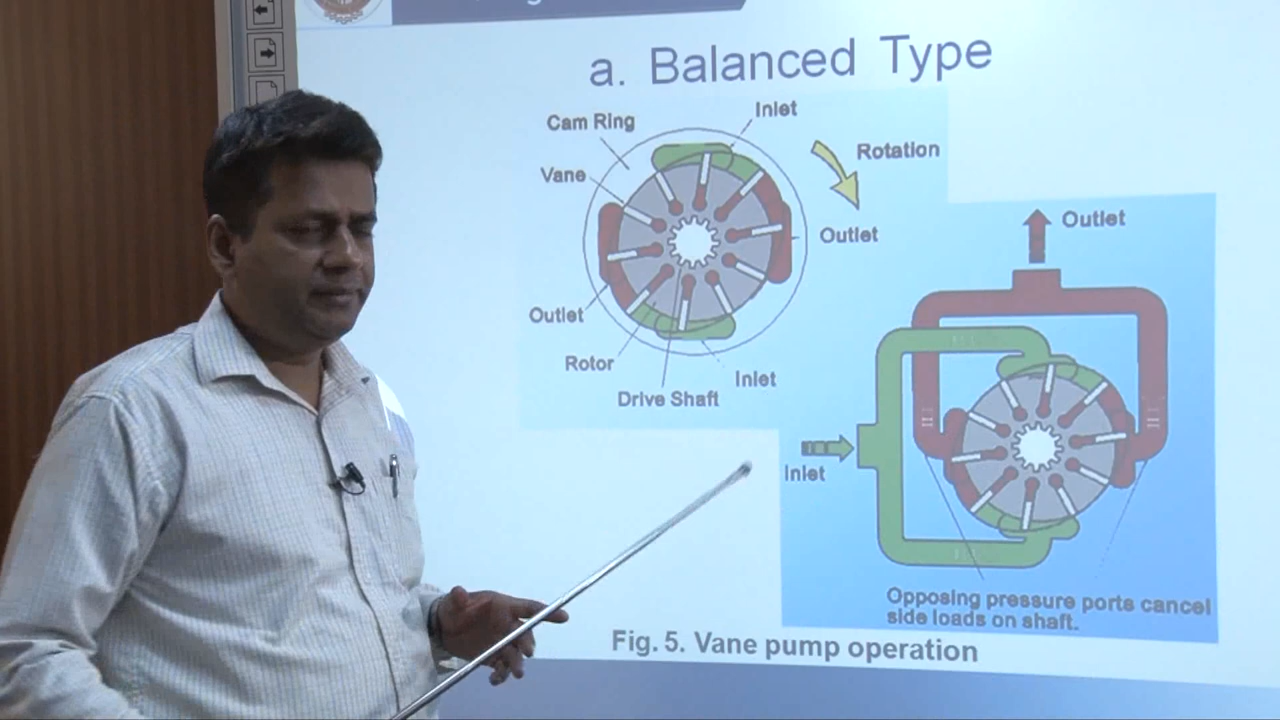 a. Balanced Type
Inlet
Cam Ring
Rotation
Vane
Outlet
Outlet
Outlet
Rotor
Inlet
Drive Shaft
Inlet
Opposing pressure ports cancel
side loads on shaft.
Fig. 5. Vane pump operation